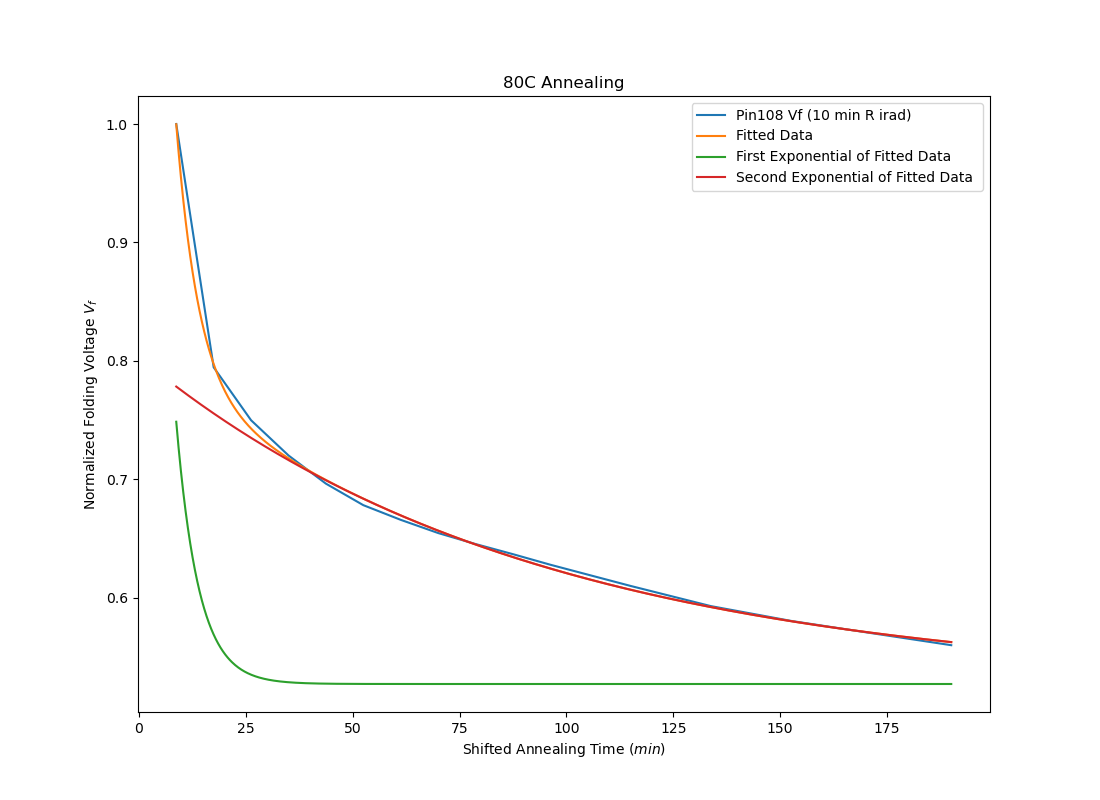 80C Annealing
Pin108 Vf (10 min R irad)
Fitted Data
First Exponential of Fitted Data
Second Exponential of Fitted Data
Normalized Folding Voltage V_f
1.0
0.9
0.8
0.7
0.6
0 25 50 75 100 125 150 175
Shifted Annealing Time (min)